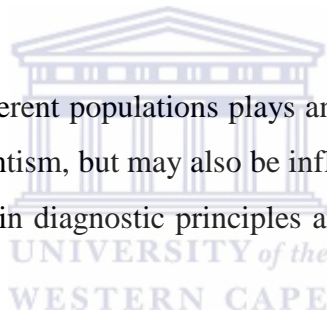 erent populations plays an
ntism, but may also be infl
in diagnostic principles a
UNIVERSITY of the
WESTERN CAPE